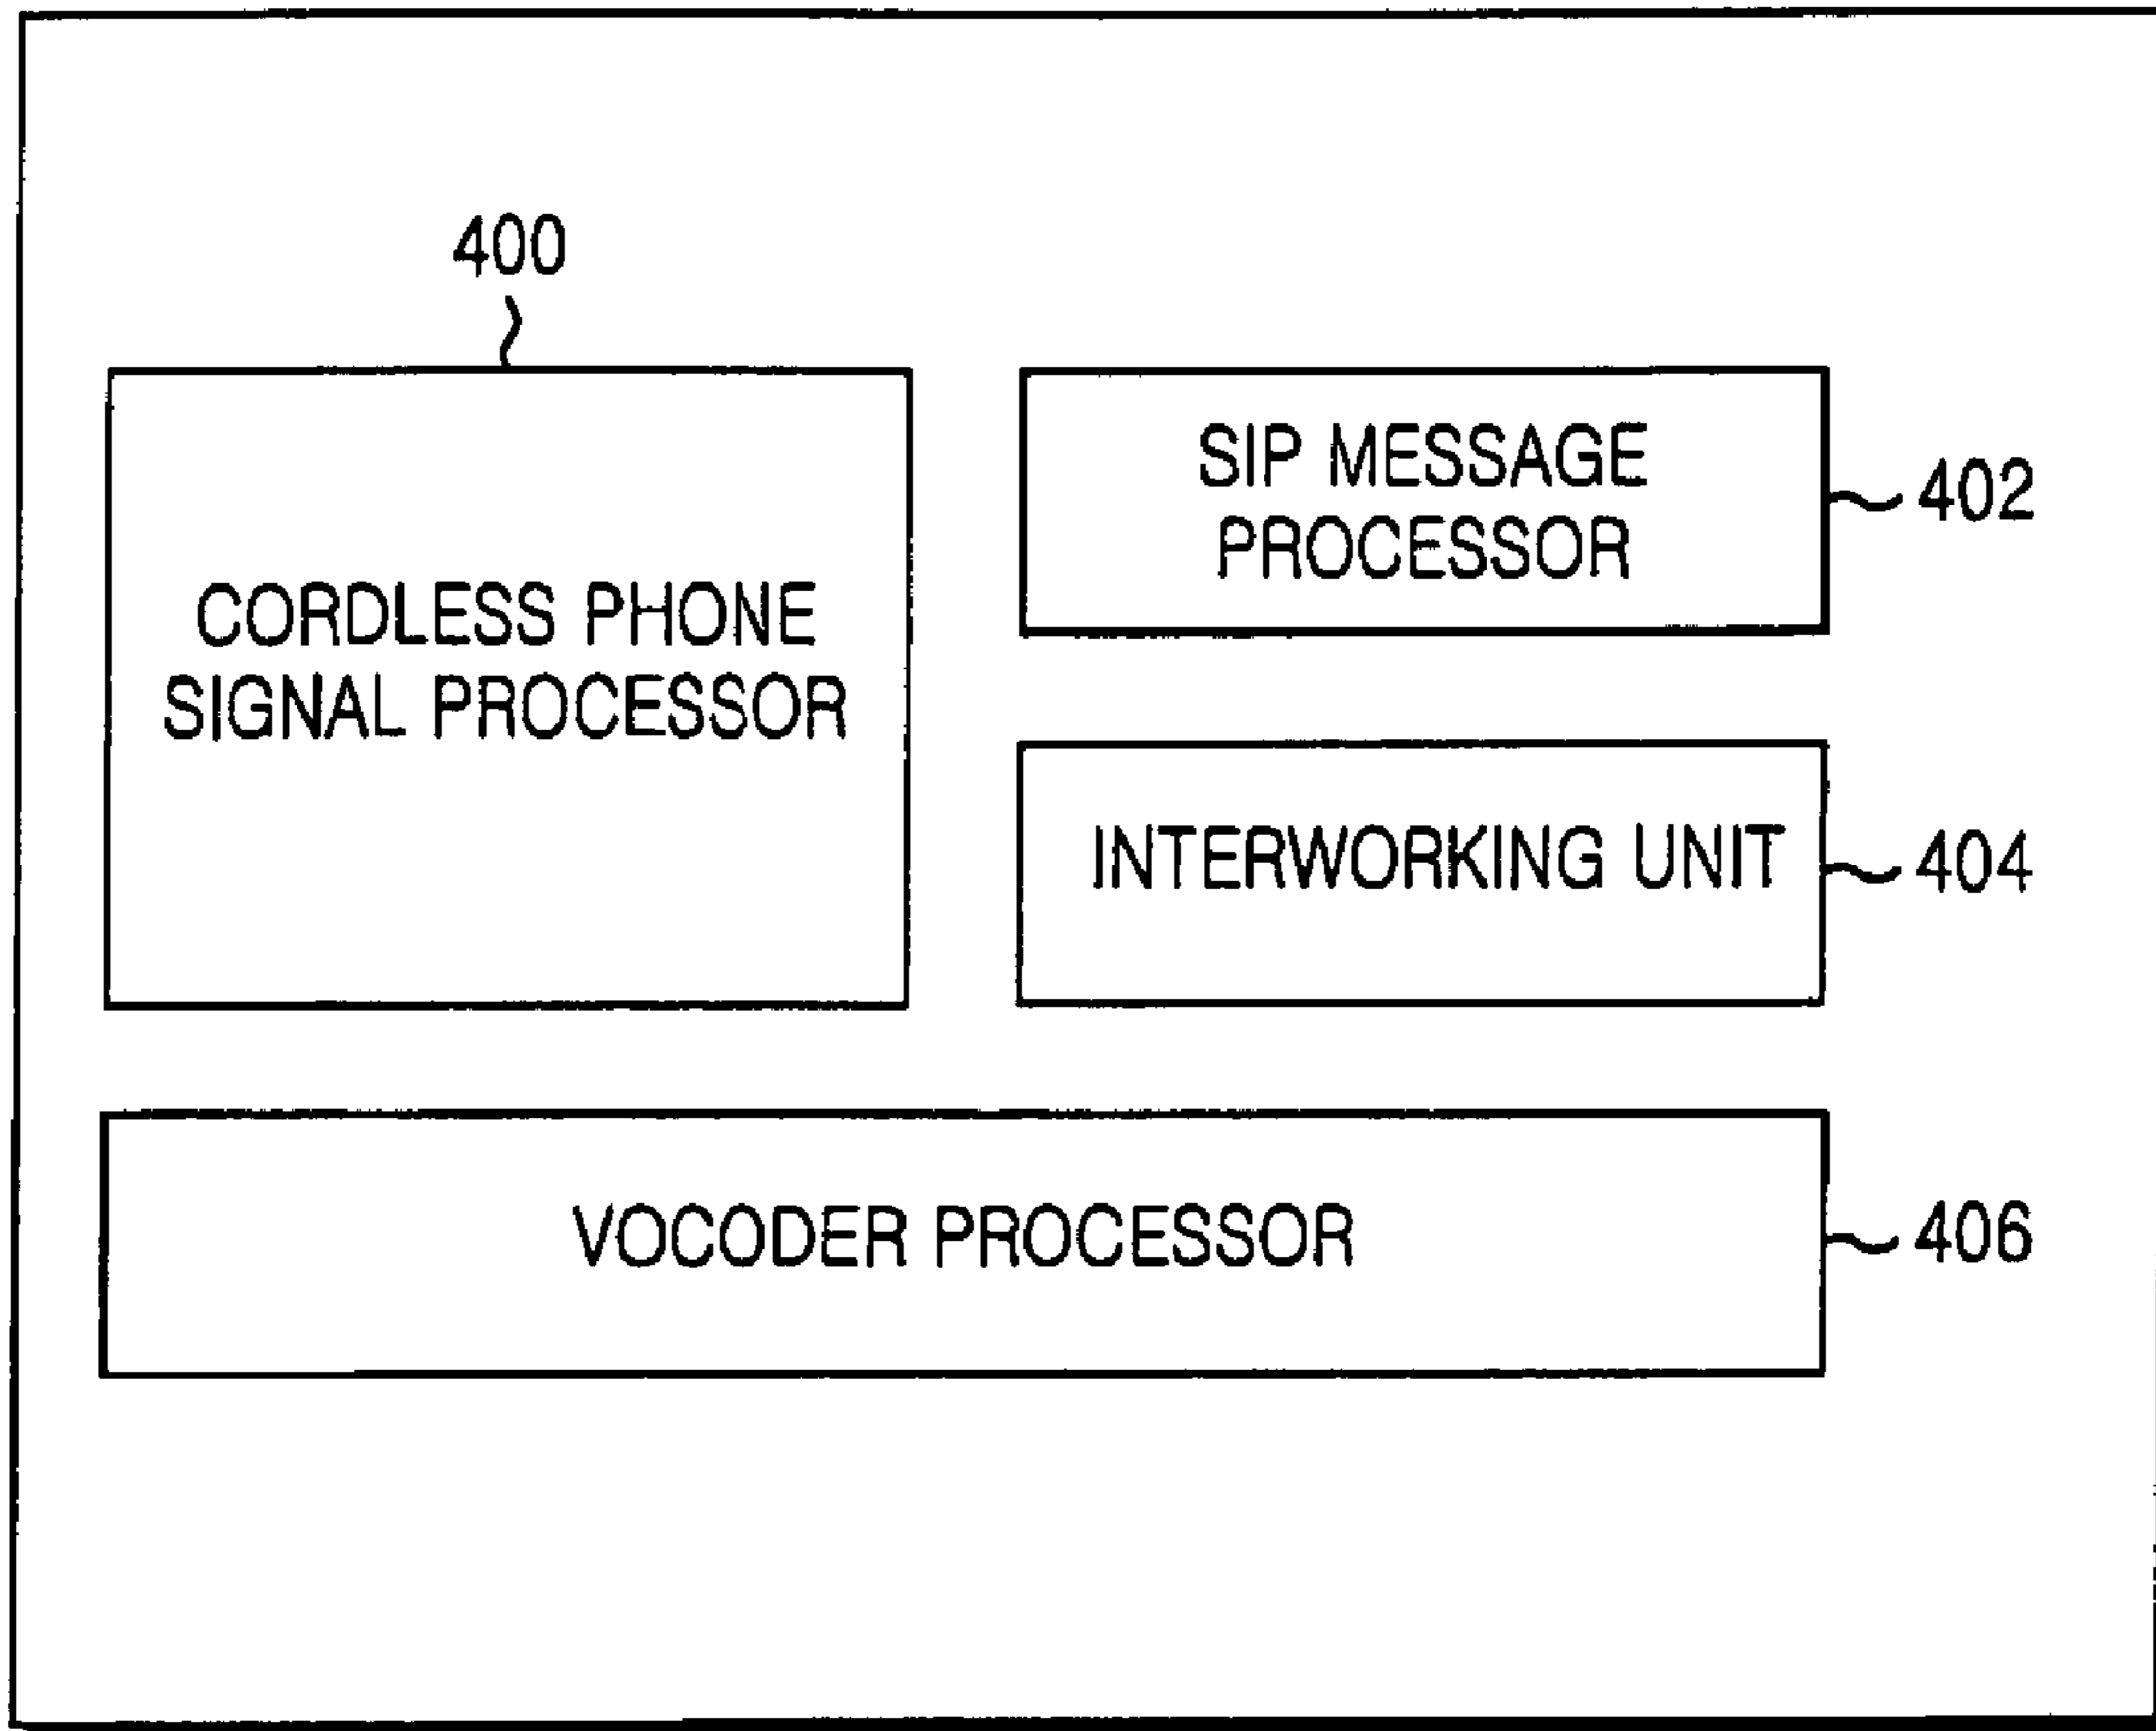 400
CORDLESS PHONE
SIGNAL PROCESSOR
SIP MESSAGE
PROCESSOR
402
INTERWORKING UNIT
404
VOCODER PROCESSOR
406